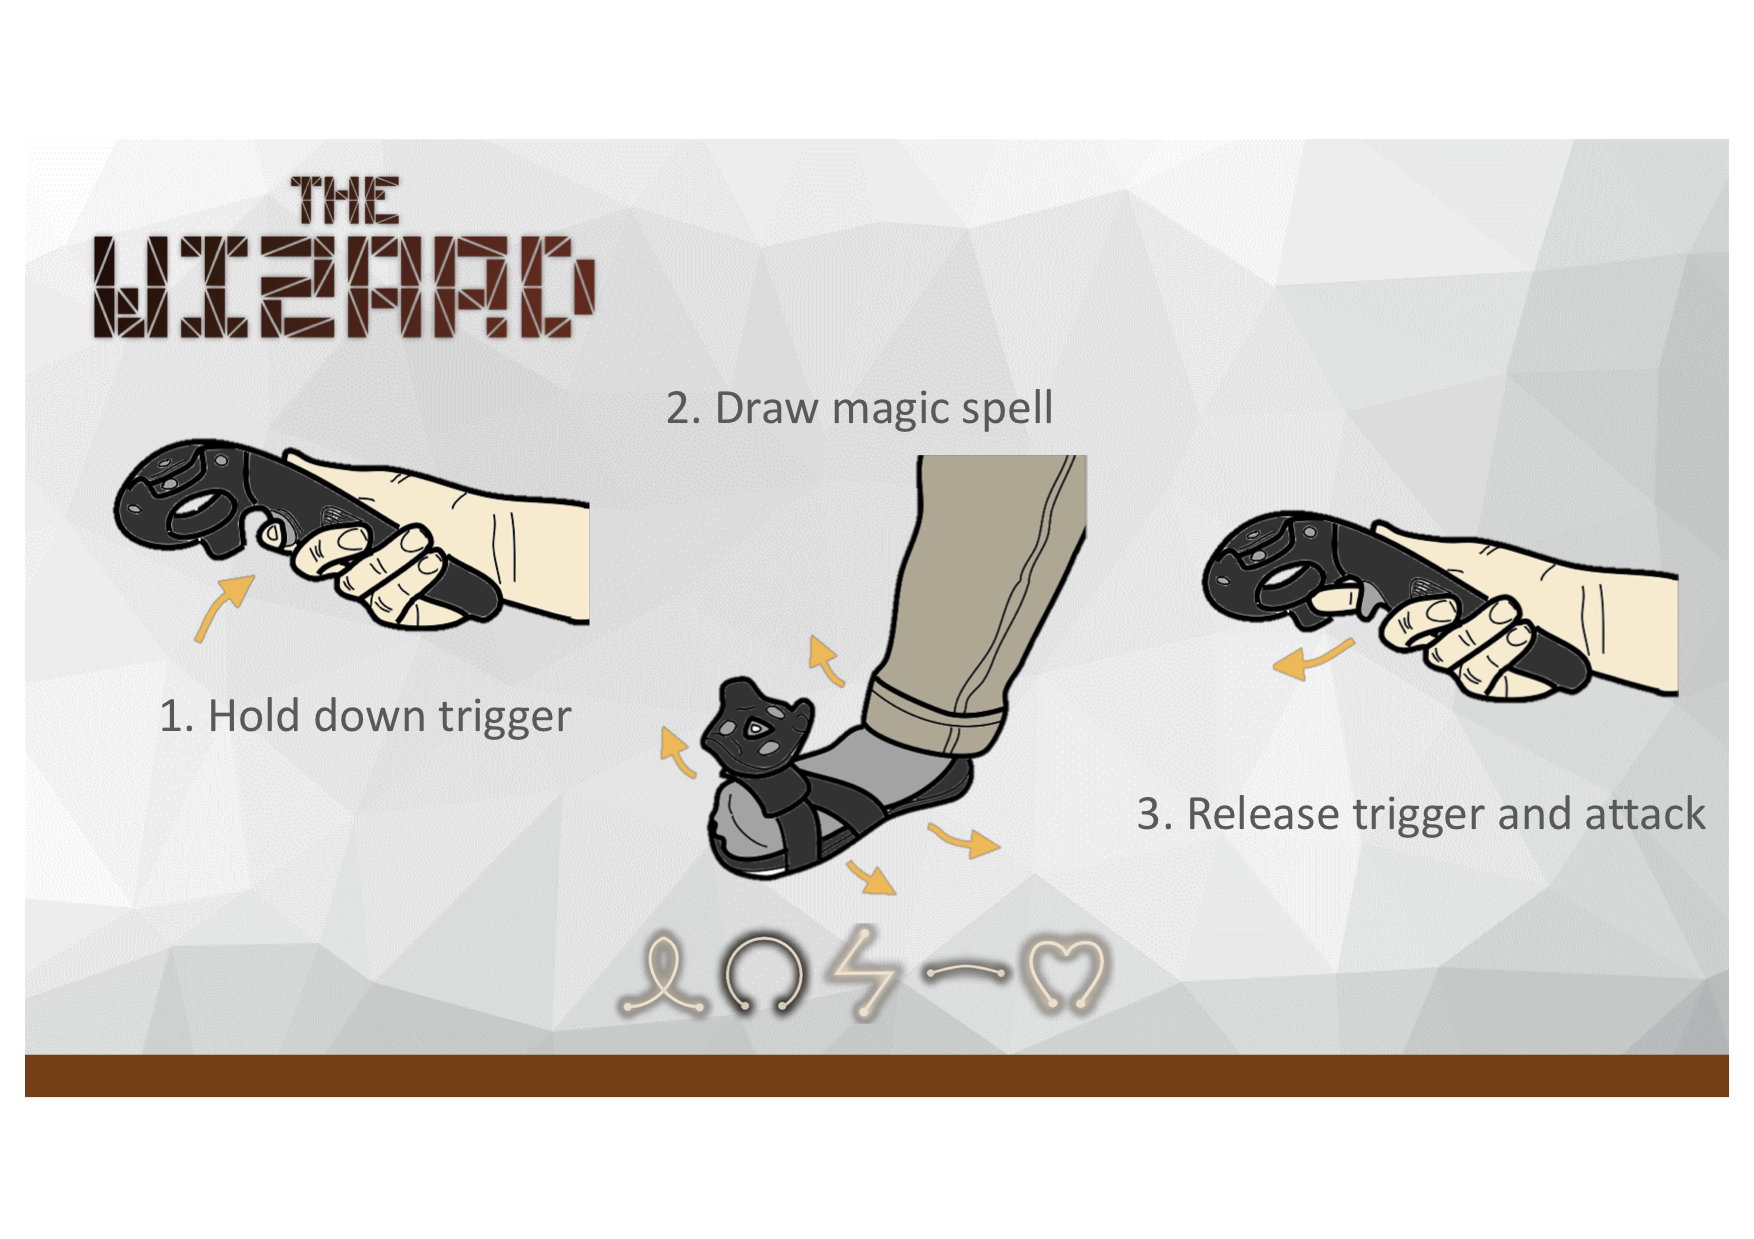 THE
WIZARD
2. Draw magic spell
1. Hold down trigger
3. Release trigger and attack